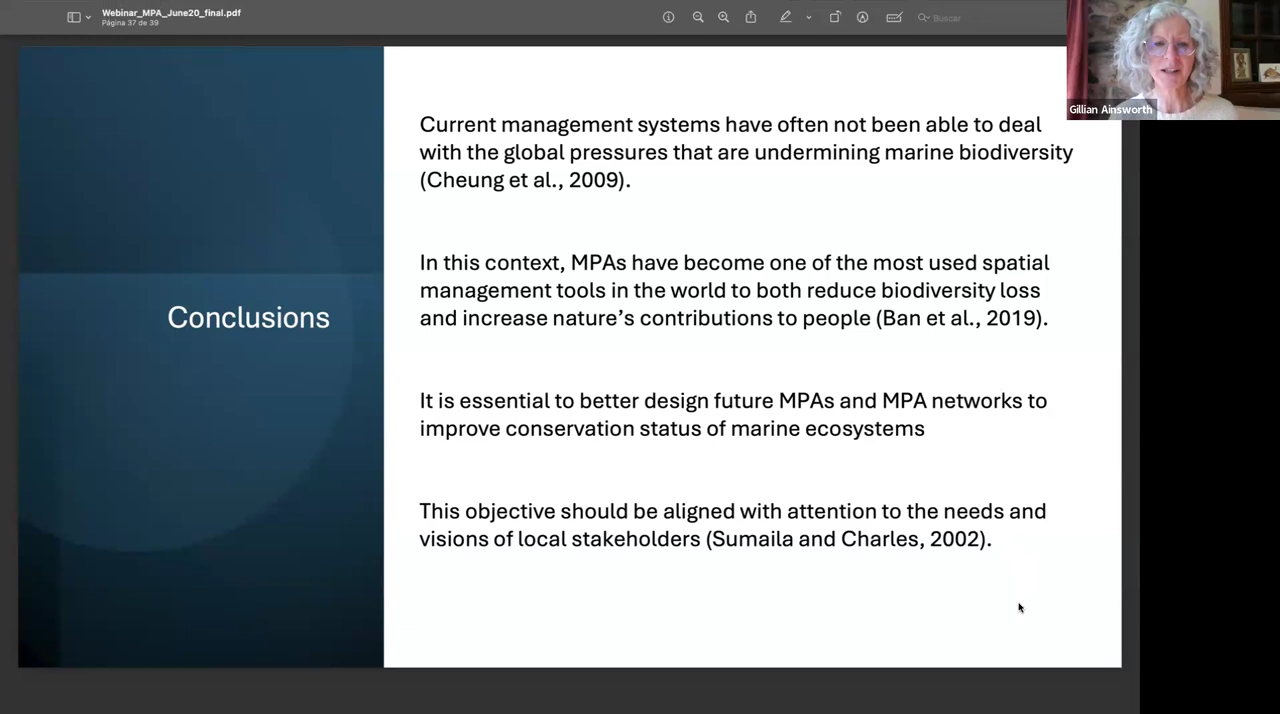 Webinar_MPA_June20_final.pdf
Página 37 de 39
Buscar
Gillian Ainsworth
Conclusions
Current management systems have often not been able to deal
with the global pressures that are undermining marine biodiversity
(Cheung et al., 2009).
In this context, MPAs have become one of the most used spatial
management tools in the world to both reduce biodiversity loss
and increase nature’s contributions to people (Ban et al., 2019).
It is essential to better design future MPAs and MPA networks to
improve conservation status of marine ecosystems
This objective should be aligned with attention to the needs and
visions of local stakeholders (Sumaila and Charles, 2002).